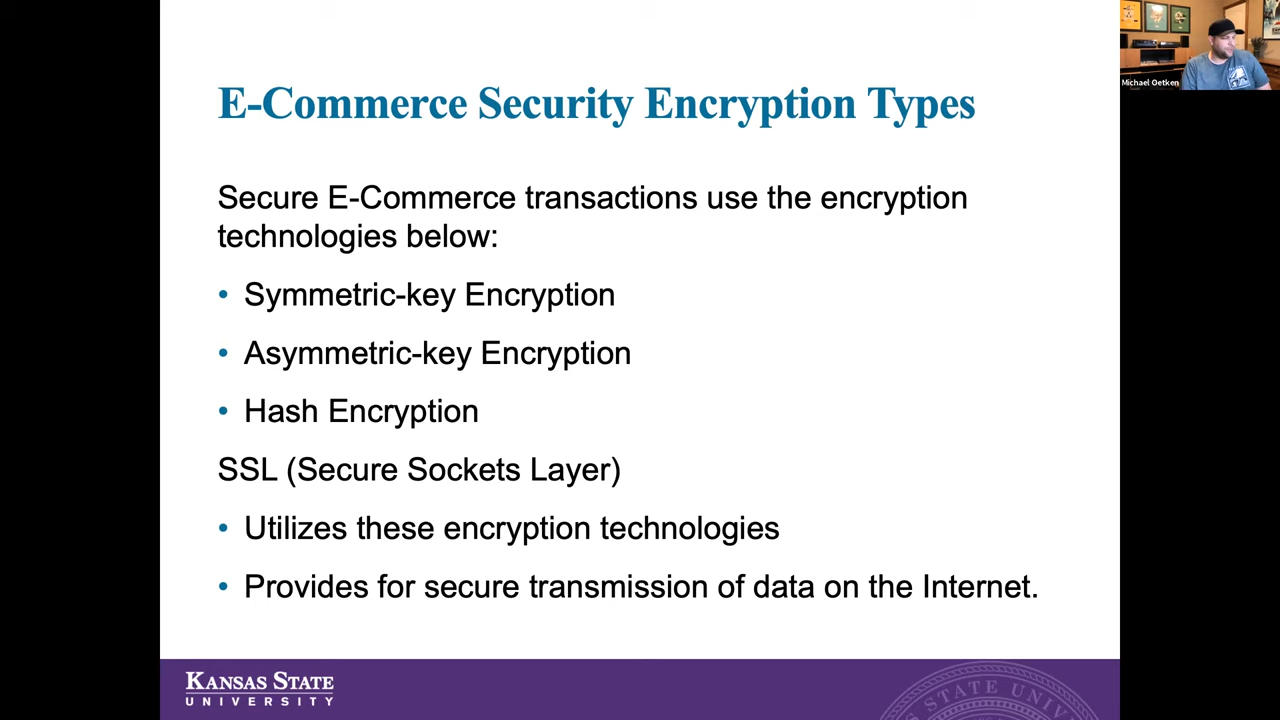 E-Commerce Security Encryption Types
Secure E-Commerce transactions use the encryption
technologies below:
• Symmetric-key Encryption
• Asymmetric-key Encryption
• Hash Encryption
SSL (Secure Sockets Layer)
• Utilizes these encryption technologies
• Provides for secure transmission of data on the Internet.
KANSAS STATE
UNIVERSITY
STATE UNIV
Michael Oetken